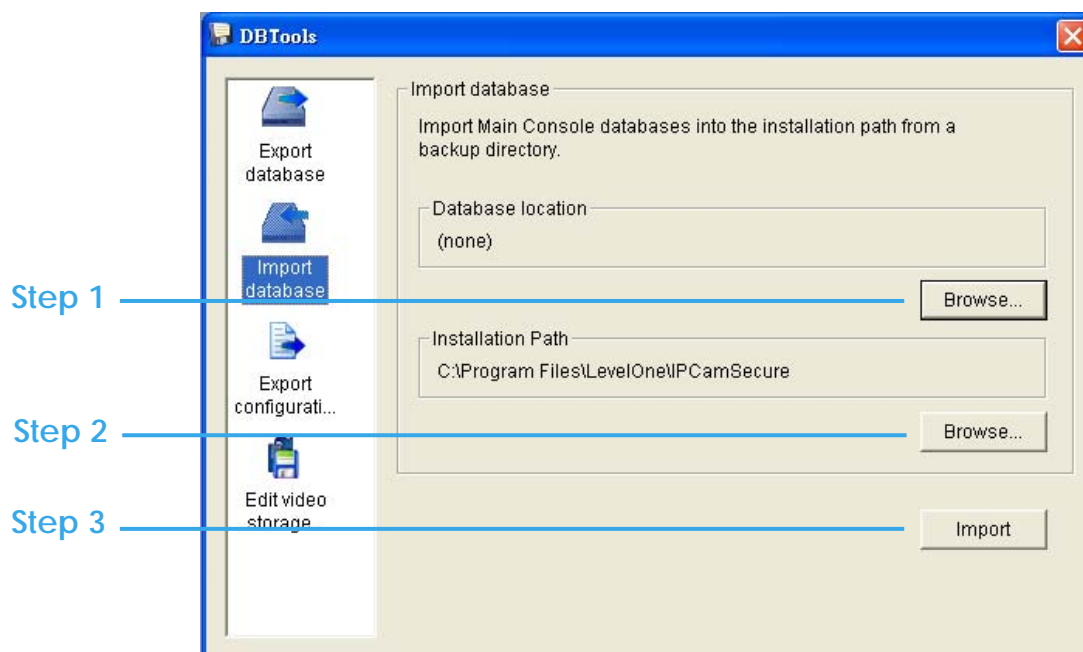 DBTools
Export
database
Import
database
Export
configurati...
Edit video
storage...
Import database
Import Main Console databases into the installation path from a
backup directory.
Database location
(none)
Browse...
Installation Path
C:\Program Files\LevelOne\IPCamSecure
Browse...
Import
Step 1
Step 2
Step 3